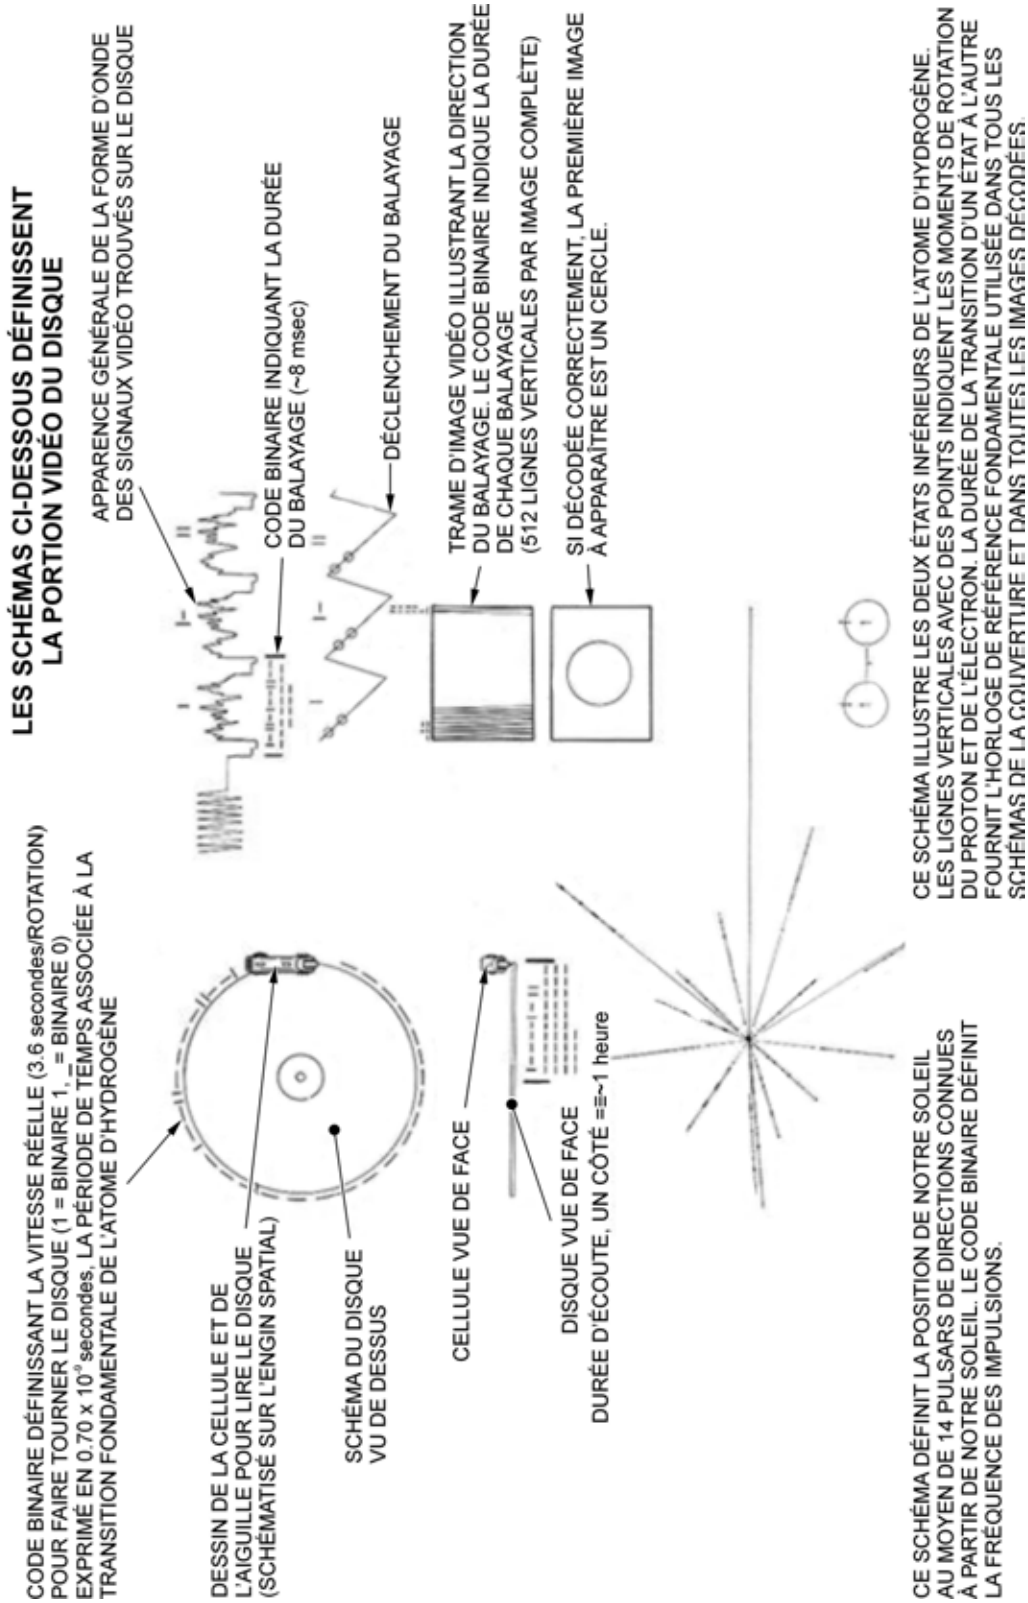 CODE BINAIRE DÉFINISSANT LA VITESSE RÉELLE (3.6 secondes/ROTATION)
POUR FAIRE TOURNER LE DISQUE (1 = BINAIRE 1, _ = BINAIRE 0)
EXPRIMÉ EN 0.70 x 10⁻⁹ secondes, LA PÉRIODE DE TEMPS ASSOCIÉE À LA
TRANSITION FONDAMENTALE DE L'ATOME D'HYDROGÈNE
DESSIN DE LA CELLULE ET DE
L'AIGUILLE POUR LIRE LE DISQUE
(SCHÉMATISÉ SUR L'ENGIN SPATIAL)
SCHÉMA DU DISQUE
VU DE DESSUS
CELLULE VUE DE FACE
DISQUE VUE DE FACE
DURÉE D'ÉCOUTE, UN CÔTÉ =≡~1 heure
CE SCHÉMA DÉFINIT LA POSITION DE NOTRE SOLEIL
AU MOYEN DE 14 PULSARS DE DIRECTIONS CONNUES
À PARTIR DE NOTRE SOLEIL. LE CODE BINAIRE DÉFINT
LA FRÉQUENCE DES IMPULSIONS.
LES SCHÉMAS CI-DESSOUS DÉFINISSENT
LA PORTION VIDÉO DU DISQUE
APPARENCE GÉNÉRALE DE LA FORME D'ONDE
DES SIGNAUX VIDÉO TROUVÉS SUR LE DISQUE
CODE BINAIRE INDIQUANT LA DURÉE
DU BALAYAGE (~8 msec)
DÉCLENCHEMENT DU BALAYAGE
TRAME D'IMAGE VIDÉO ILLUSTRANT LA DIRECTION
DU BALAYAGE. LE CODE BINAIRE INDIQUE LA DURÉE
DE CHAQUE BALAYAGE
(512 LIGNES VERTICALES PAR IMAGE COMPLÈTE)
SI DÉCODÉE CORRECTEMENT, LA PREMIÈRE IMAGE
À APPARAÎTRE EST UN CERCLE.
CE SCHÉMA ILLUSTRE LES DEUX ÉTATS INFÉRIEURS DE L'ATOME D'HYDROGÈNE.
LES LIGNES VERTICALES AVEC DES POINTS INDIQUENT LES MOMENTS DE ROTATION
DU PROTON ET DE L'ÉLECTRON. LA DURÉE DE LA TRANSITION D'UN ÉTAT À L'AUTRE
FOURNIT L'HORLOGE DE RÉFÉRENCE FONDAMENTALE UTILISÉE DANS TOUS LES
SCHÉMAS DE LA COUVERTURE ET DANS TOUTES LES IMAGES DÉCODÉES.